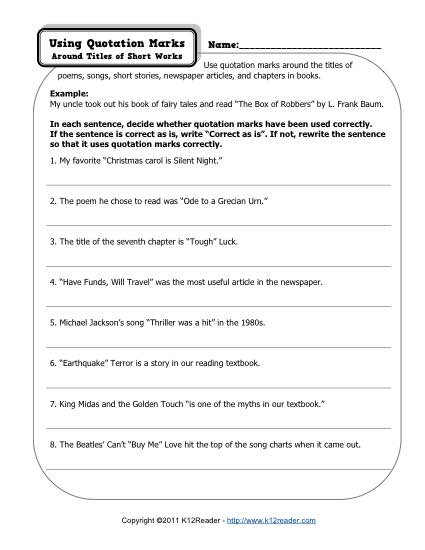 Using Quotation Marks
Around Titles of Short Works
Name:___________________________
Use quotation marks around the titles of
poems, songs, short stories, newspaper articles, and chapters in books.
Example:
My uncle took out his book of fairy tales and read “The Box of Robbers” by L. Frank Baum.
In each sentence, decide whether quotation marks have been used correctly.
If the sentence is correct as is, write “Correct as is”. If not, rewrite the sentence
so that it uses quotation marks correctly.
1. My favorite “Christmas carol is Silent Night.”
2. The poem he chose to read was “Ode to a Grecian Urn.”
3. The title of the seventh chapter is “Tough” Luck.
4. “Have Funds, Will Travel” was the most useful article in the newspaper.
5. Michael Jackson’s song “Thriller was a hit” in the 1980s.
6. “Earthquake” Terror is a story in our reading textbook.
7. King Midas and the Golden Touch “is one of the myths in our textbook.”
8. The Beatles’ Can’t “Buy Me” Love hit the top of the song charts when it came out.
Copyright ©2011 K12Reader - http://www.k12reader.com